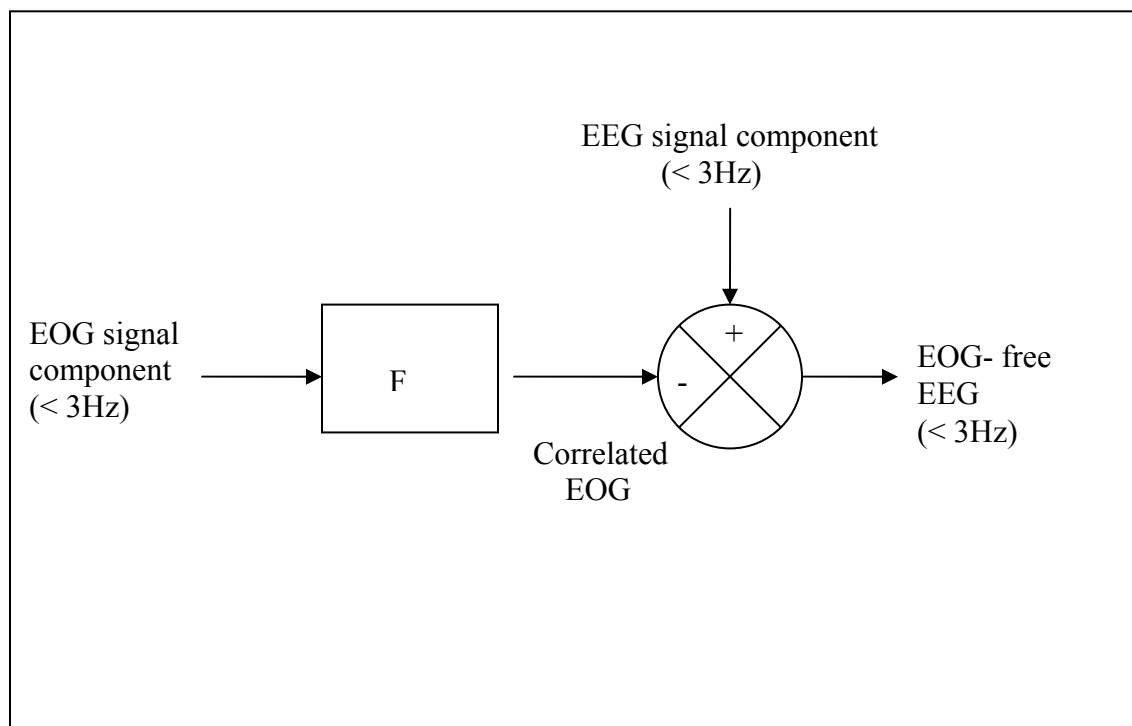 EEG signal component
(< 3Hz)
+
EOG signal
component
(< 3Hz)
F
-
EOG- free
EEG
(< 3Hz)
Correlated
EOG